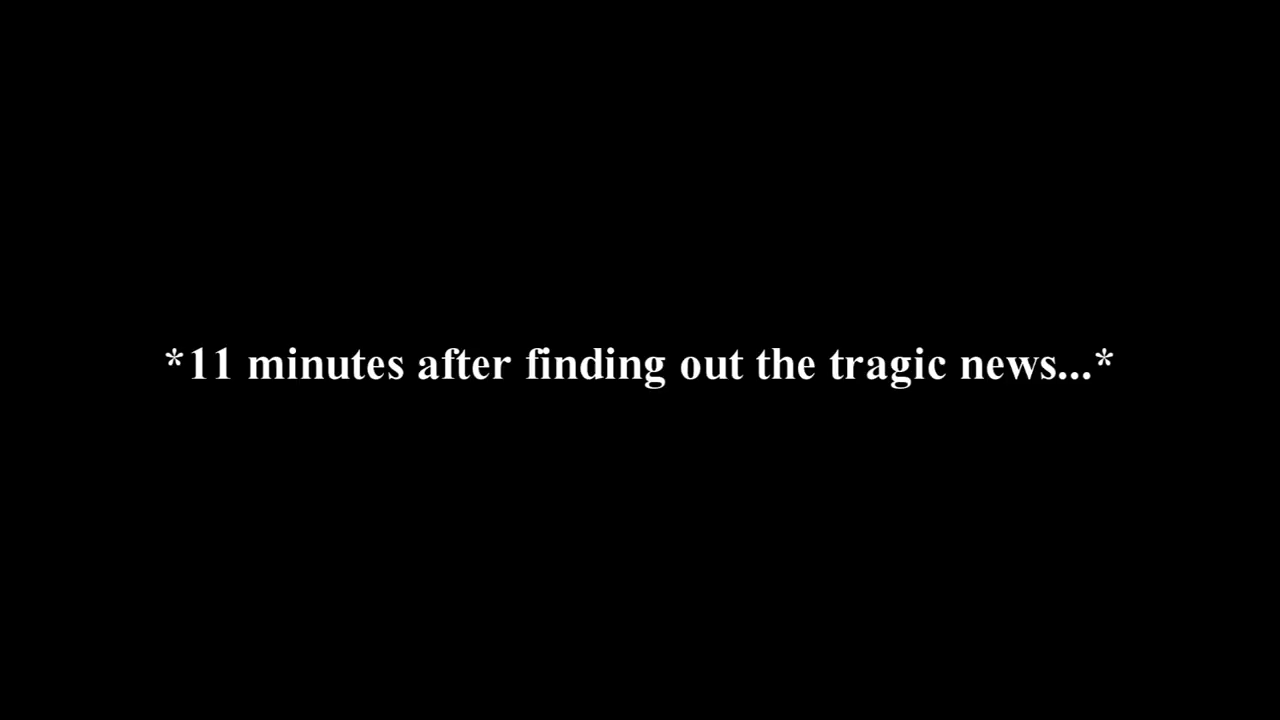 *11 minutes after finding out the tragic news...*